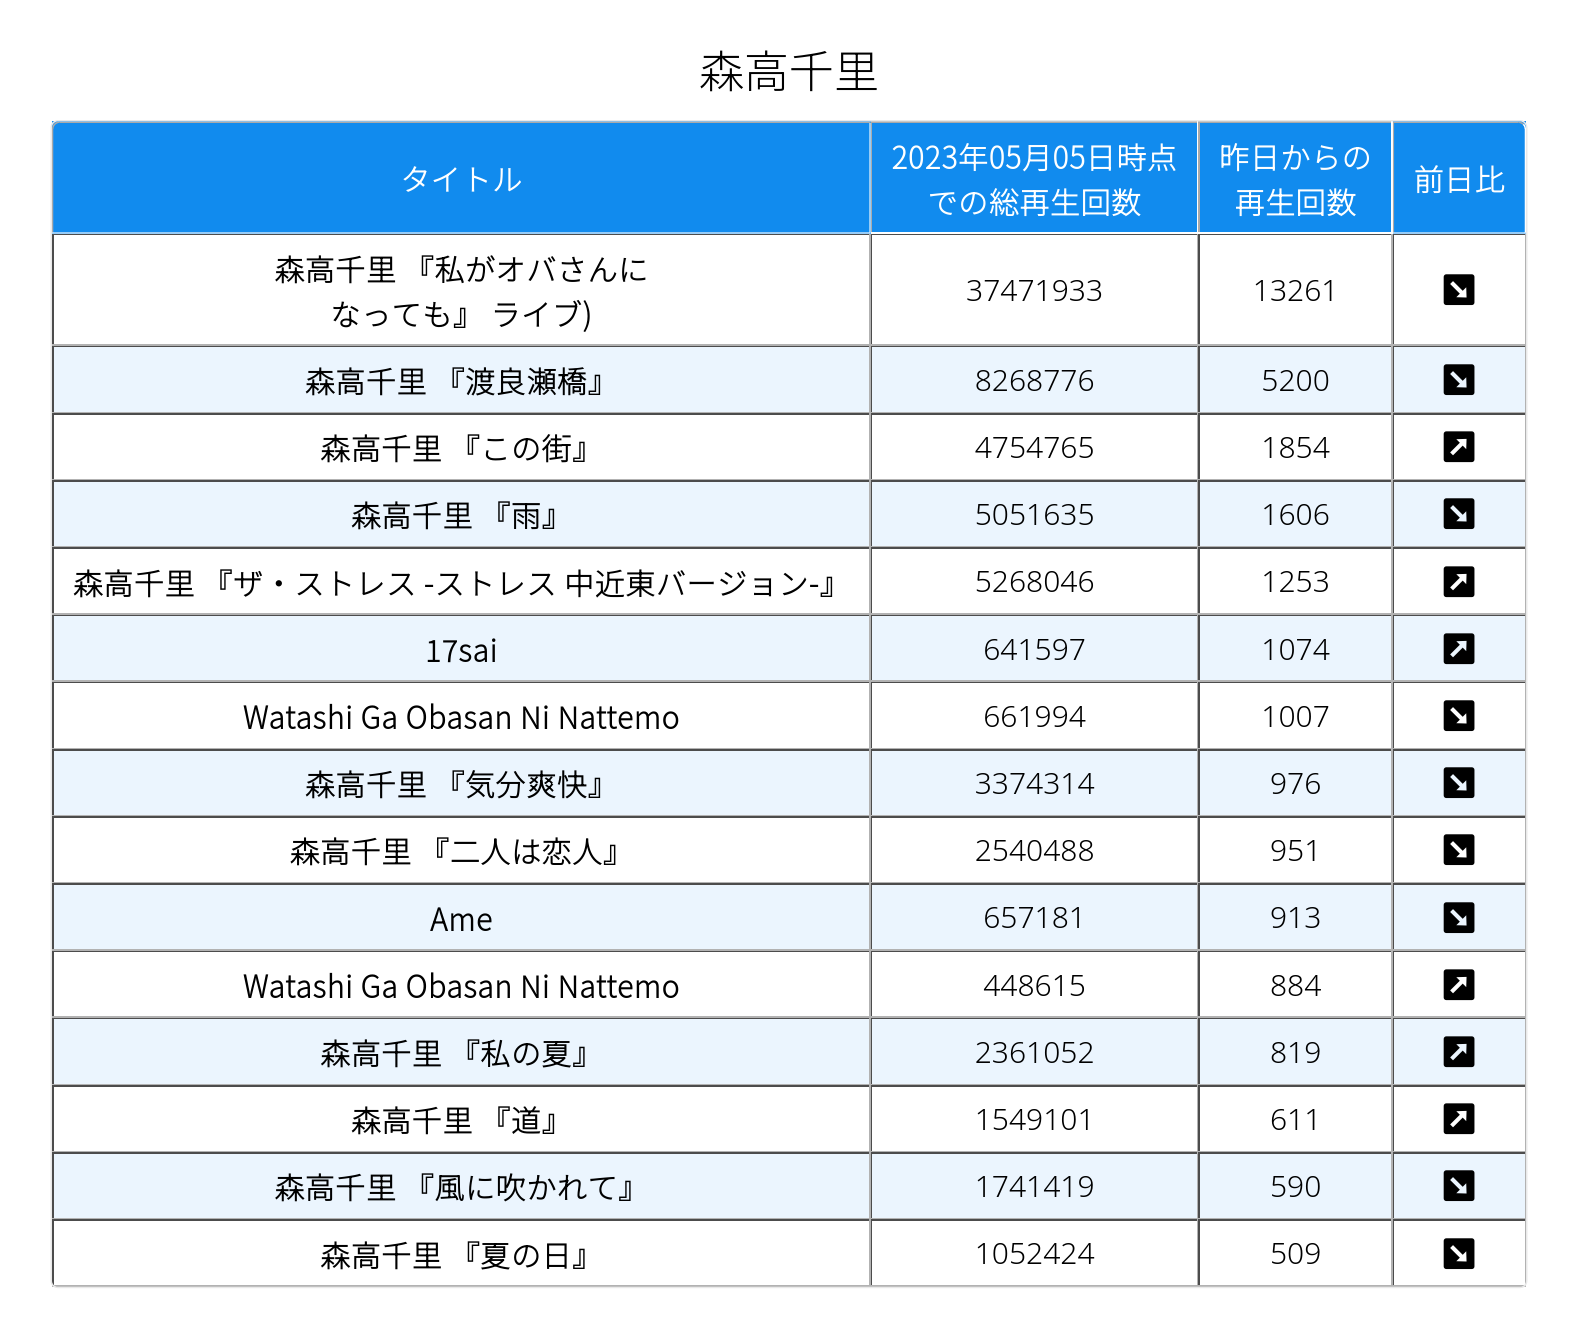 森高千里
タイトル
2023年05月05日時点
での総再生回数
昨日からの
再生回数
前日比
森高千里 『私がオバさんに
なっても』 ライブ)
37471933
13261
森高千里 『渡良瀬橋』
8268776
5200
森高千里 『この街』
4754765
1854
森高千里 『雨』
5051635
1606
森高千里 『ザ・ストレス -ストレス 中近東バージョン-』
5268046
1253
17sai
641597
1074
Watashi Ga Obasan Ni Nattemo
661994
1007
森高千里 『気分爽快』
3374314
976
森高千里 『二人は恋人』
2540488
951
Ame
657181
913
Watashi Ga Obasan Ni Nattemo
448615
884
森高千里 『私の夏』
2361052
819
森高千里 『道』
1549101
611
森高千里 『風に吹かれて』
1741419
590
森高千里 『夏の日』
1052424
509